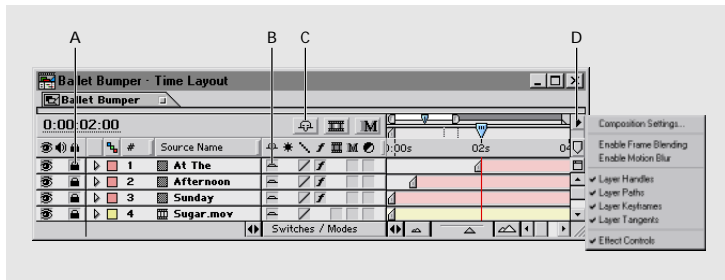 A B C D
Ballet Bumper · Time Layout
Ballet Bumper
0:00:02:00 M
# Source Name f M :00s 02s 04
1 At The f
2 Afternoon f
3 Sunday f
4 Sugar.mov
Switches / Modes
Composition Settings...
Enable Frame Blending
Enable Motion Blur
Layer Handles
Layer Paths
Layer Keyframes
Layer Tangents
Effect Controls